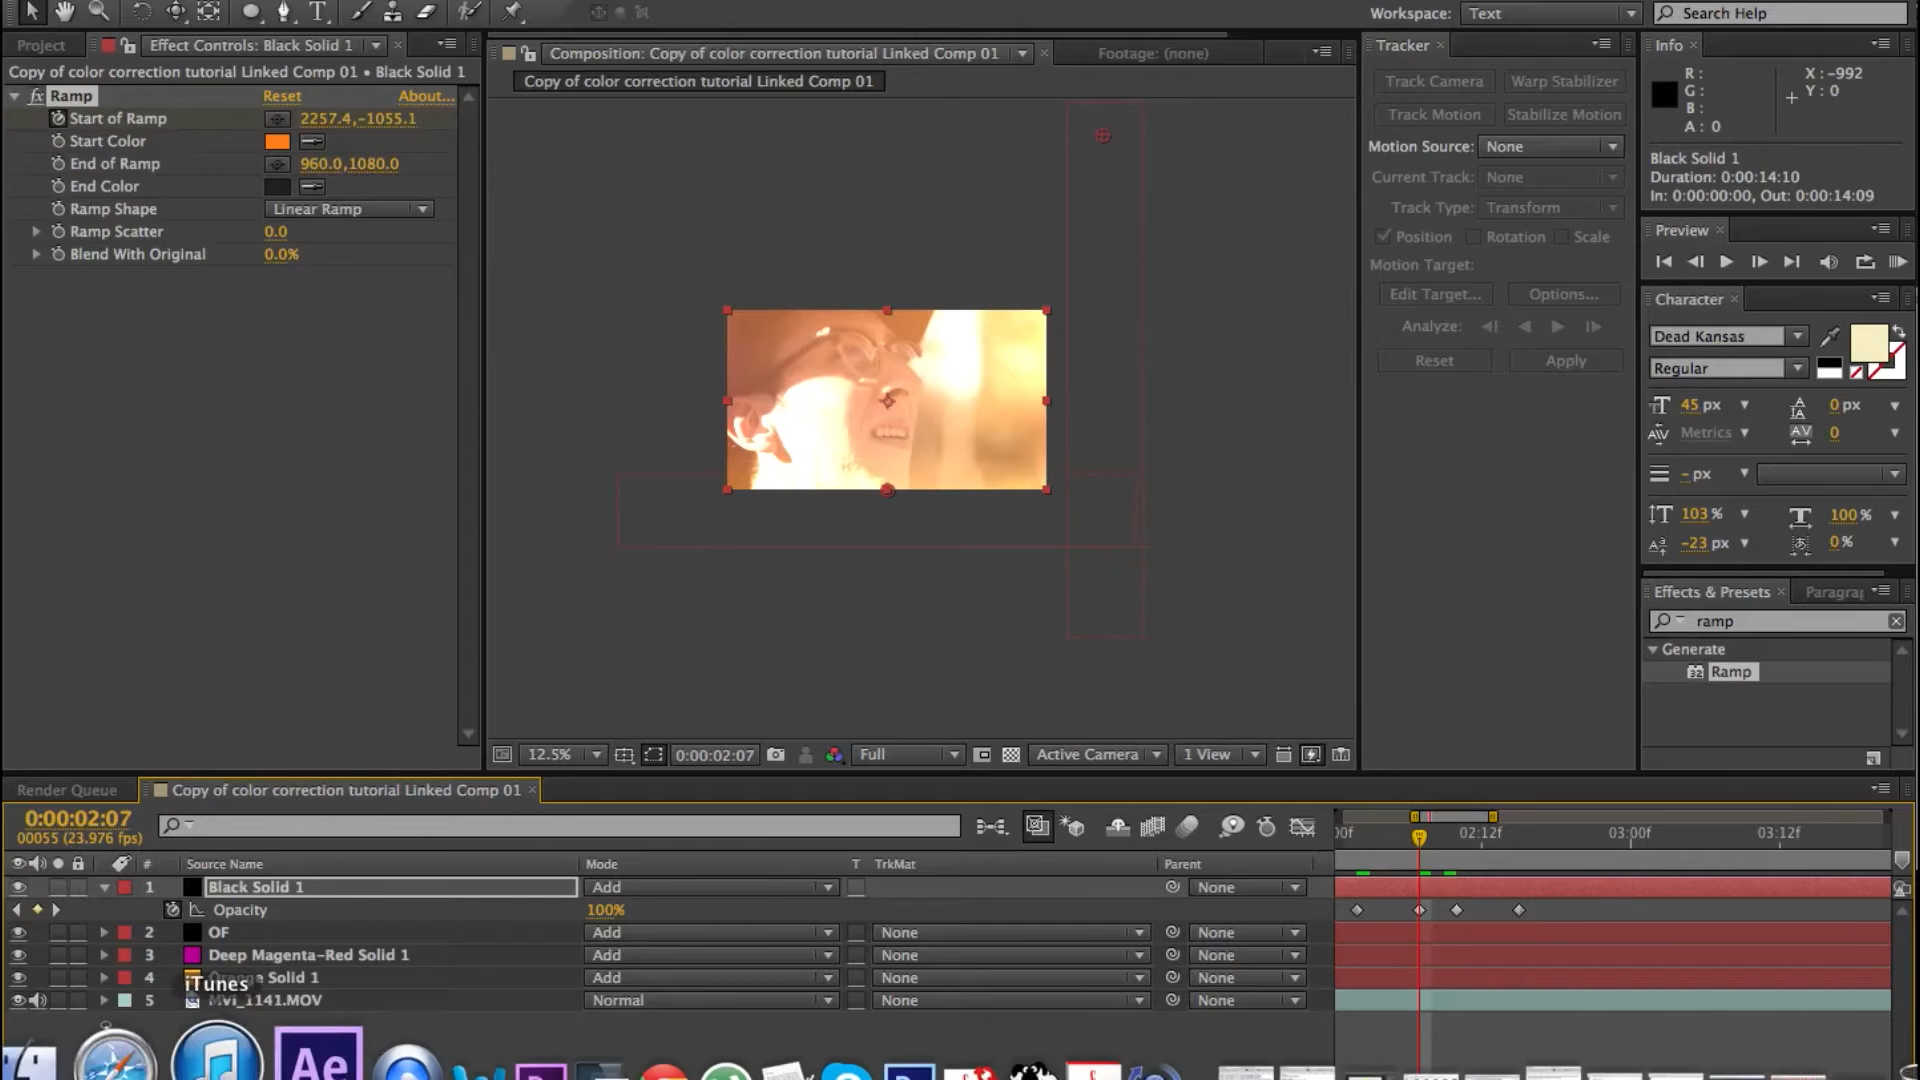 Workspace: Text Search Help
Project Effect Controls: Black Solid 1 ×
Copy of color correction tutorial Linked Comp 01 • Black Solid 1
fx Ramp Reset About...
Start of Ramp 2257.4,-1055.1
Start Color
End of Ramp 960.0,1080.0
End Color
Ramp Shape Linear Ramp
Ramp Scatter 0.0
Blend With Original 0.0%
Composition: Copy of color correction tutorial Linked Comp 01 × Footage: (none)
Copy of color correction tutorial Linked Comp 01
12.5% 0:00:02:07 Full Active Camera 1 View
Tracker ×
Track Camera Warp Stabilizer
Track Motion Stabilize Motion
Motion Source: None
Current Track: None
Track Type: Transform
Position Rotation Scale
Motion Target:
Edit Target... Options...
Analyze:
Reset Apply
Info ×
R: X: -992
G: Y: 0
B:
A: 0
Black Solid 1
Duration: 0:00:14:10
In: 0:00:00:00, Out: 0:00:14:09
Preview ×
Character ×
Dead Kansas
Regular
45 px 0 px
Metrics 0
- px
103 % 100 %
-23 px 0 %
Effects & Presets × Paragrap
ramp
Generate
32 Ramp
Render Queue Copy of color correction tutorial Linked Comp 01 ×
0:00:02:07
00055 (23.976 fps)
00f 02:12f 03:00f 03:12f
# Source Name Mode T TrkMat Parent
1 Black Solid 1 Add None
Opacity 100%
2 OF Add None None
3 Deep Magenta-Red Solid 1 Add None None
4 Orange Solid 1 Add None None
iTunes
5 MVI_1141.MOV Normal None None
Ae